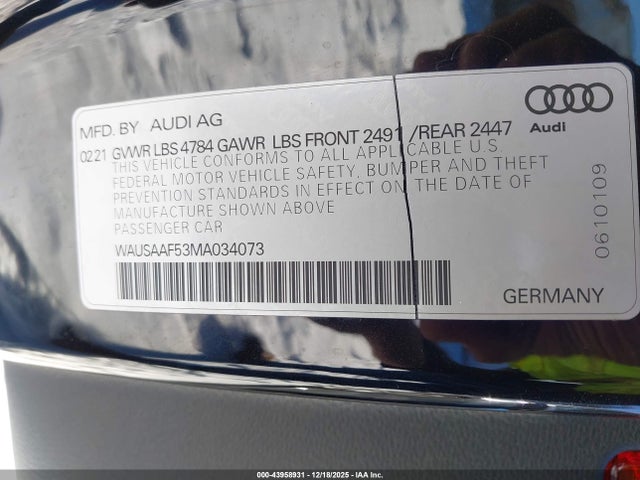 MFD. BY AUDI AG
02.21 GVWR LBS 4784 GAWR LBS FRONT 2491 /REAR 2447
THIS VEHICLE CONFORMS TO ALL APPLICABLE U.S.
FEDERAL MOTOR VEHICLE SAFETY, BUMPER AND THEFT
PREVENTION STANDARDS IN EFFECT ON THE DATE OF
MANUFACTURE SHOWN ABOVE
PASSENGER CAR
WAUSAAF53MA034073
Audi
0610109
GERMANY
000-43958931 - 12/18/2025 - IAA Inc.